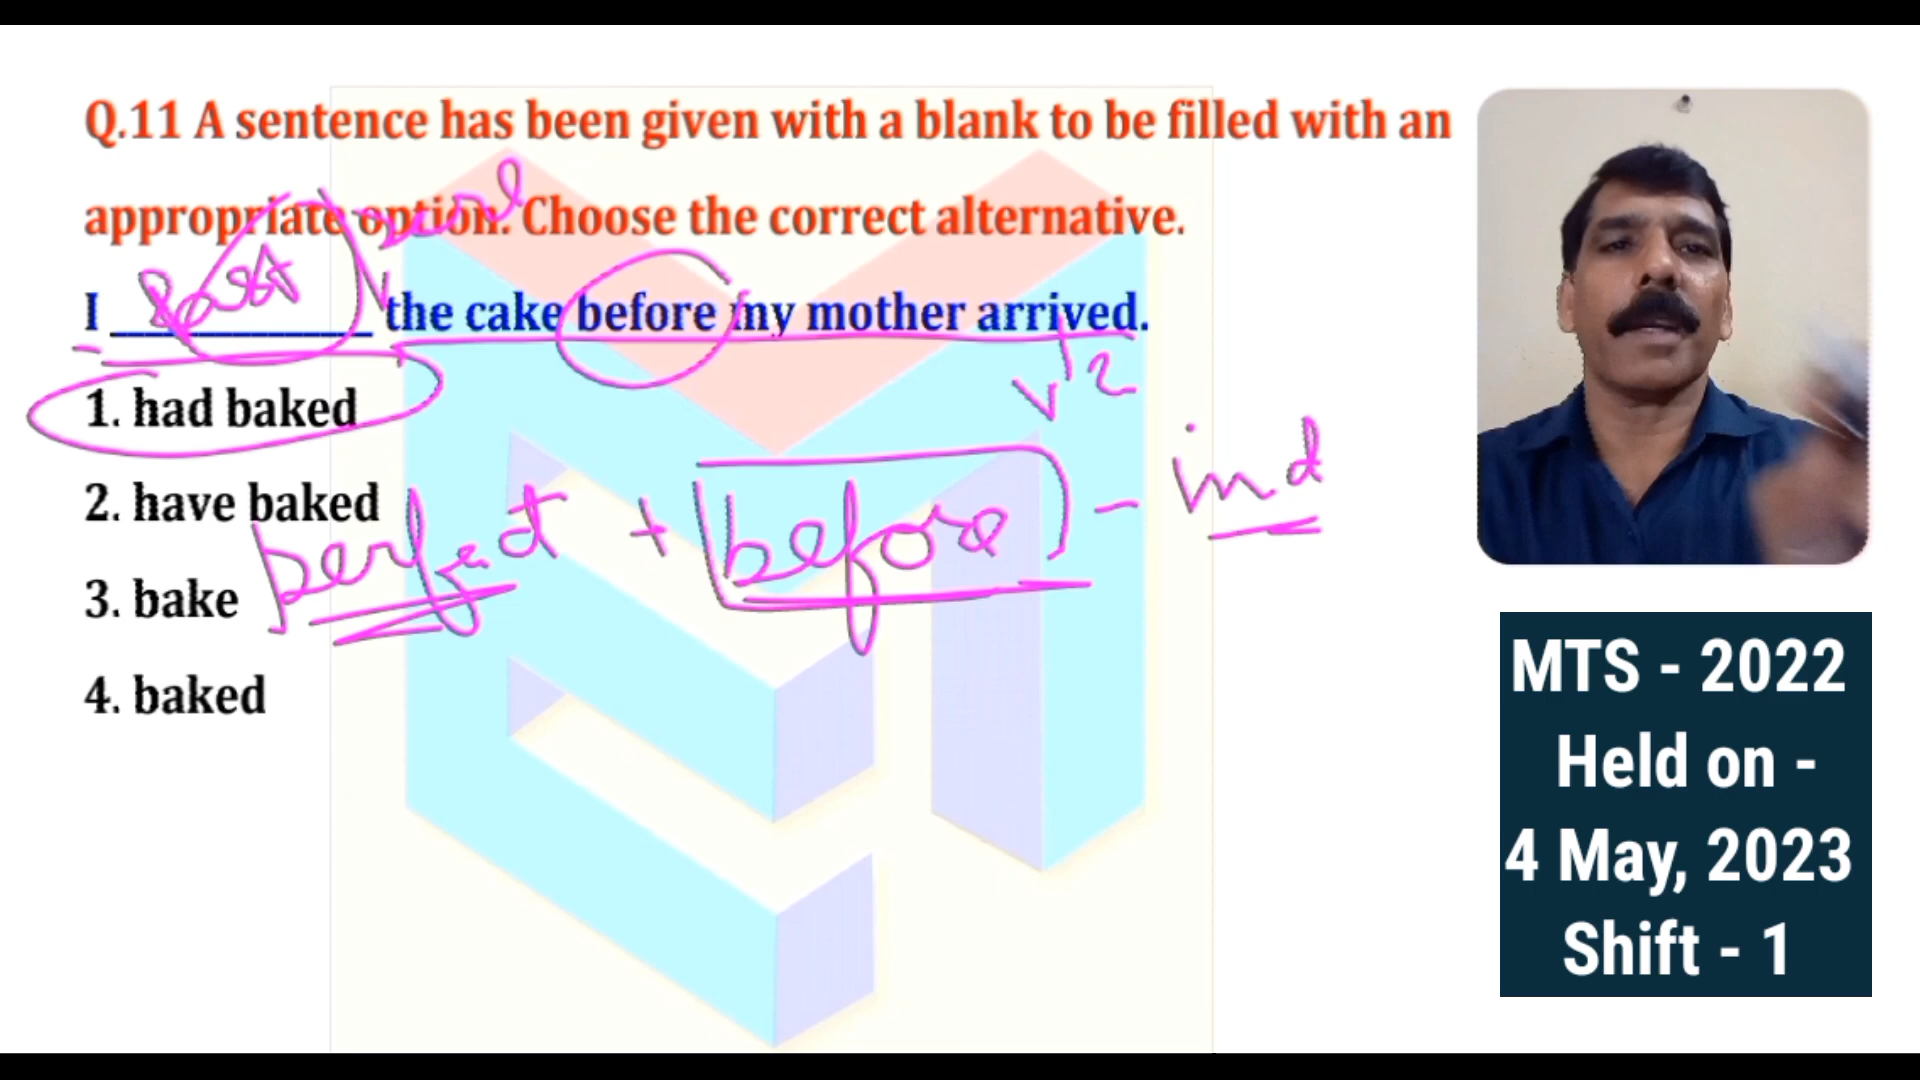 Q.11 A sentence has been given with a blank to be filled with an
appropriate option. Choose the correct alternative.
I ______________ the cake before my mother arrived.
1. had baked
2. have baked
3. bake
4. baked
perfect + before - ind
V2
MTS - 2022
Held on -
4 May, 2023
Shift - 1